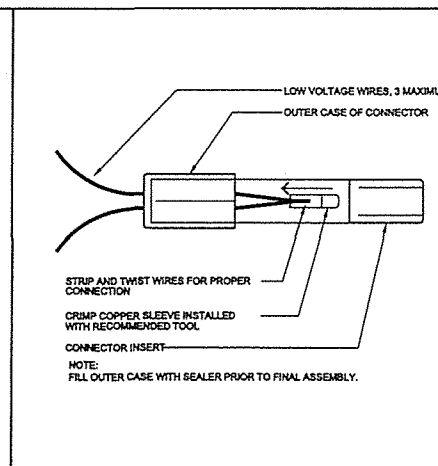 LOW VOLTAGE WIRES, 3 MAXIMU
OUTER CASE OF CONNECTOR
STRIP AND TWIST WIRES FOR PROPER
CONNECTION
CRIMP COPPER SLEEVE INSTALLED
WITH RECOMMENDED TOOL
CONNECTOR INSERT
NOTE:
FILL OUTER CASE WITH SEALER PRIOR TO FINAL ASSEMBLY.